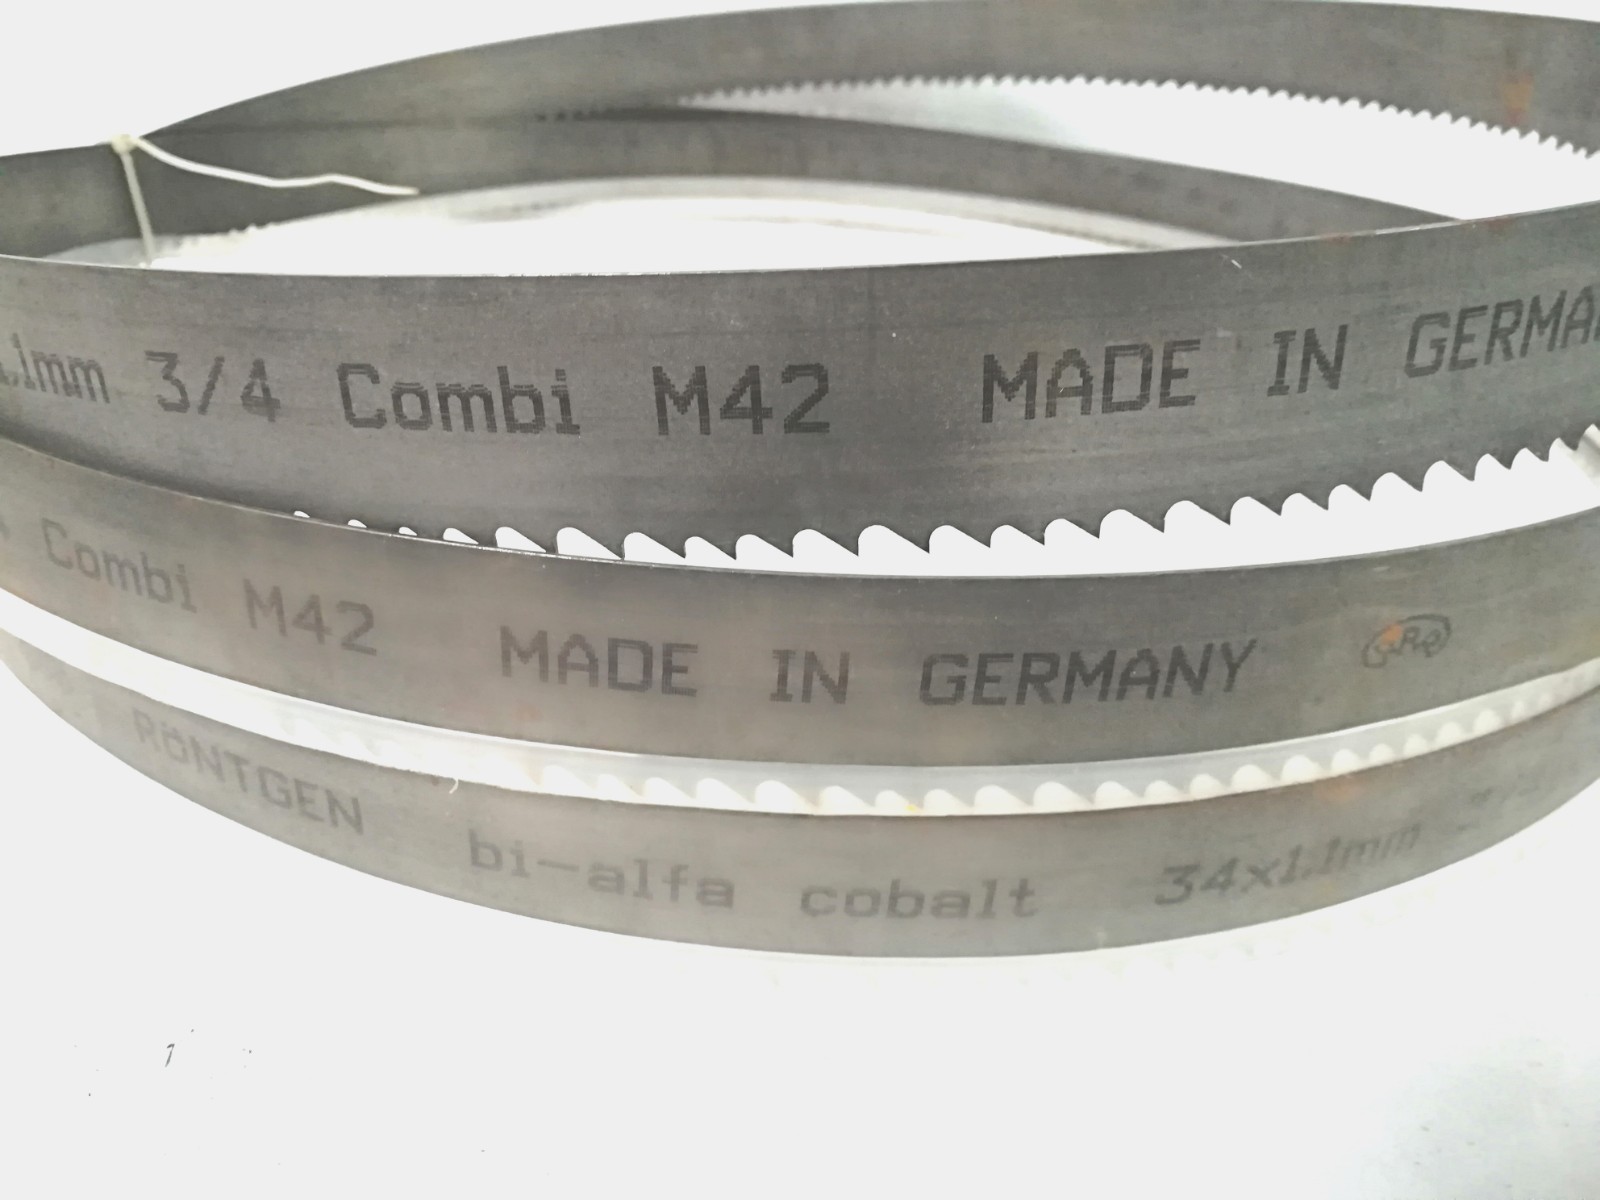 1.1mm 3/4 Combi M42 MADE IN GERMA
Combi M42 MADE IN GERMANY
RÖNTGEN bi-alfa cobalt 34x1.1mm